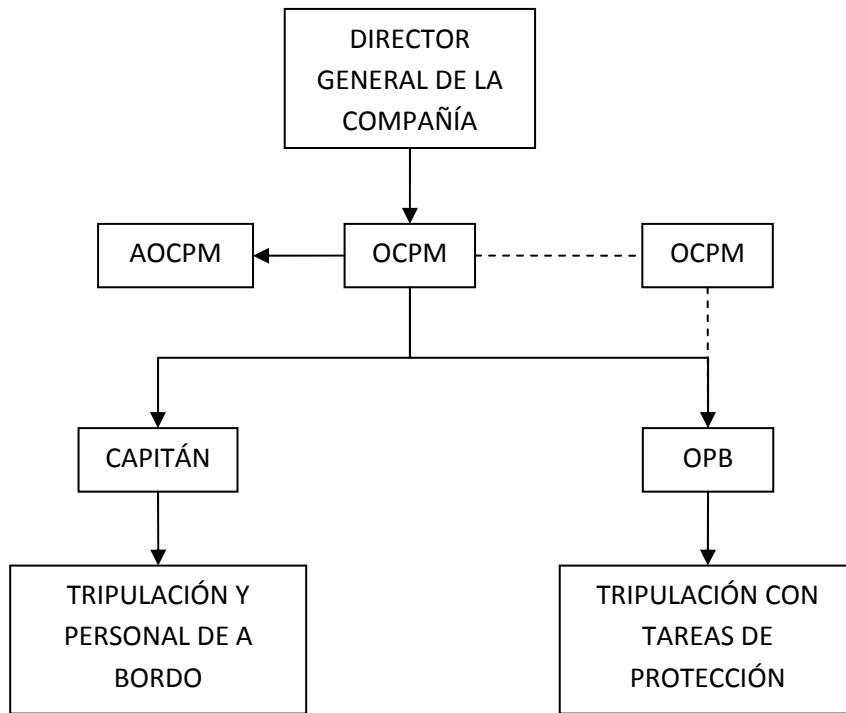 DIRECTOR
GENERAL DE LA
COMPAÑÍA
AOCPM
OCPM
OCPM
CAPITÁN
OPB
TRIPULACIÓN Y
PERSONAL DE A
BORDO
TRIPULACIÓN CON
TAREAS DE
PROTECCIÓN